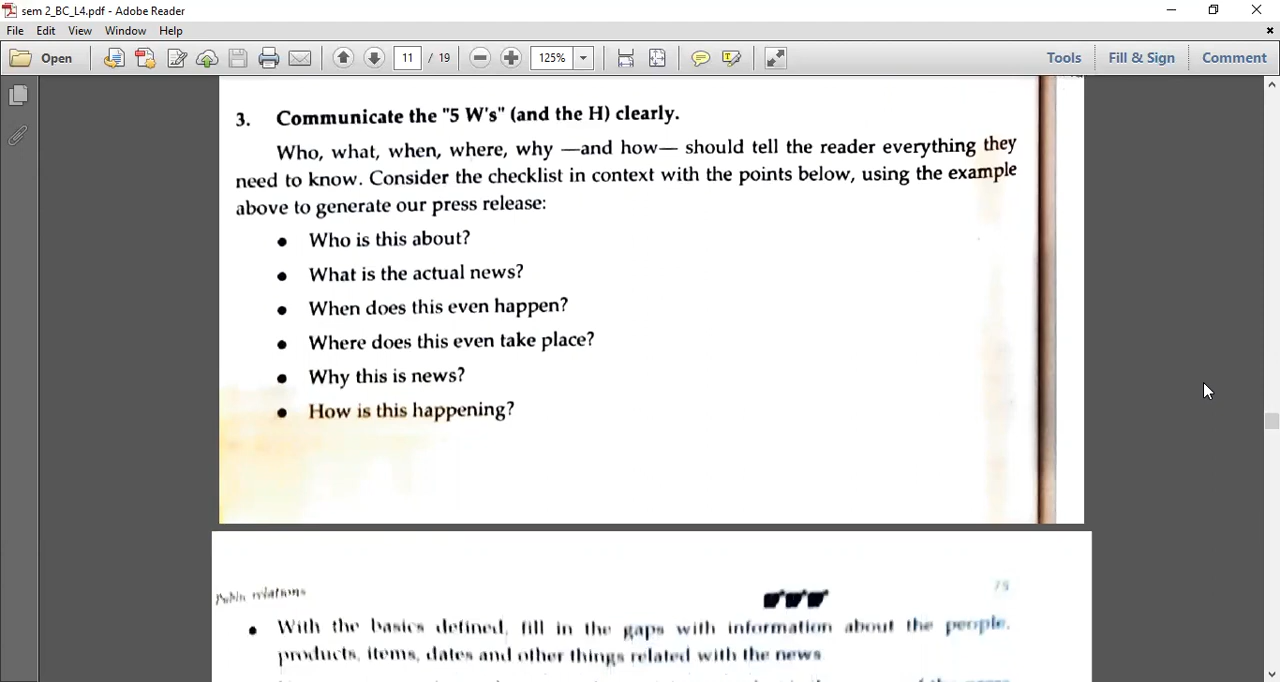 sem 2_BC_L4.pdf - Adobe Reader
File Edit View Window Help
Open 11 / 19 125% Tools Fill & Sign Comment
3. Communicate the "5 W's" (and the H) clearly.
Who, what, when, where, why —and how— should tell the reader everything they
need to know. Consider the checklist in context with the points below, using the example
above to generate our press release:
• Who is this about?
• What is the actual news?
• When does this even happen?
• Where does this even take place?
• Why this is news?
• How is this happening?
relations 75
• With the basics defined, fill in the gaps with information about the people,
products, items, dates and other things related with the news